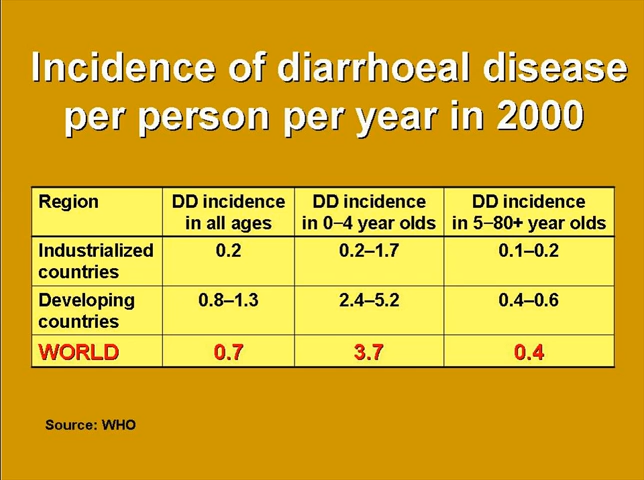 Incidence of diarrhoeal disease
per person per year in 2000
Region
DD incidence
in all ages
DD incidence
in 0–4 year olds
DD incidence
in 5–80+ year olds
Industrialized
countries
0.2
0.2–1.7
0.1–0.2
Developing
countries
0.8–1.3
2.4–5.2
0.4–0.6
WORLD
0.7
3.7
0.4
Source: WHO